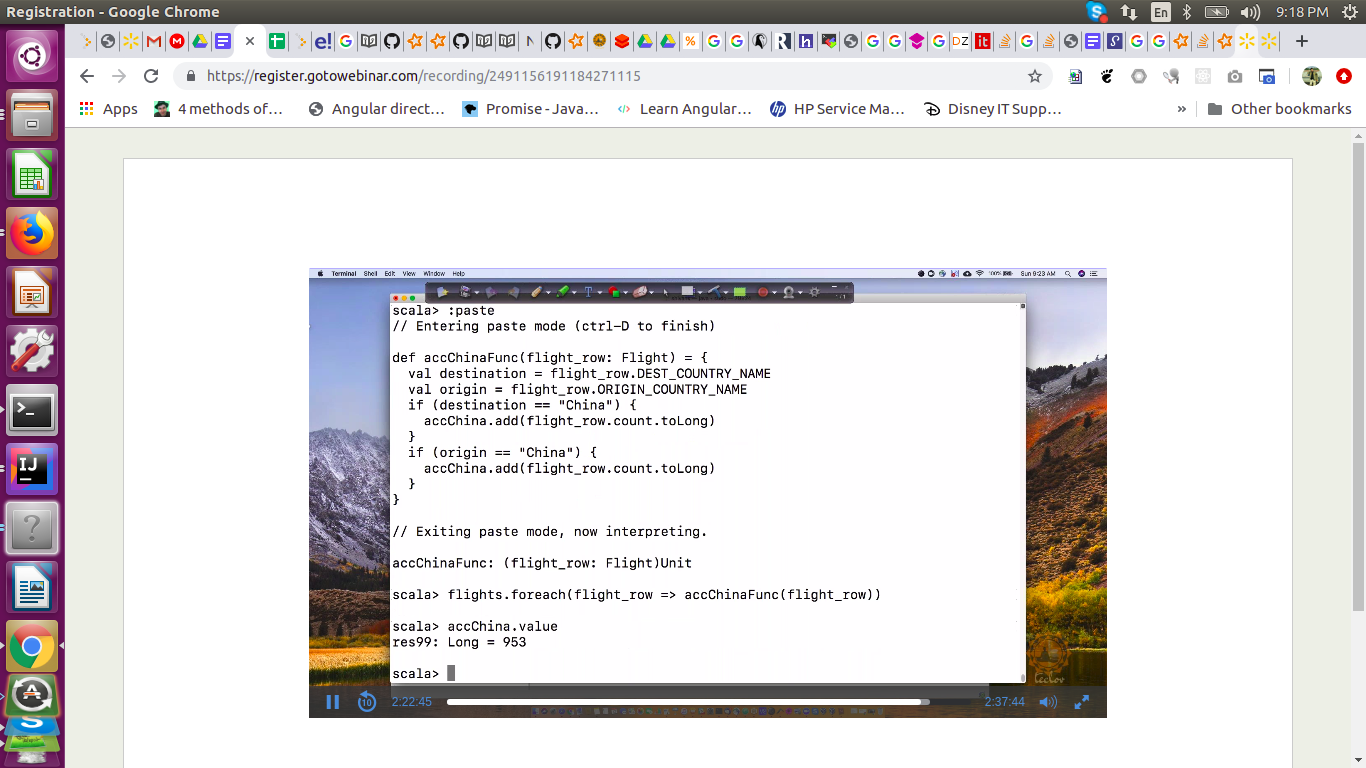 Registration - Google Chrome
En
9:18 PM
https://register.gotowebinar.com/recording/2491156191184271115
Apps
4 methods of…
Angular direct…
Promise - Java…
Learn Angular…
HP Service Ma…
Disney IT Supp…
»
Other bookmarks
Terminal Shell Edit View Window Help
100%
Sun 9:23 AM
scala> :paste
// Entering paste mode (ctrl-D to finish)
def accChinaFunc(flight_row: Flight) = {
val destination = flight_row.DEST_COUNTRY_NAME
val origin = flight_row.ORIGIN_COUNTRY_NAME
if (destination == "China") {
accChina.add(flight_row.count.toLong)
}
if (origin == "China") {
accChina.add(flight_row.count.toLong)
}
}
// Exiting paste mode, now interpreting.
accChinaFunc: (flight_row: Flight)Unit
scala> flights.foreach(flight_row => accChinaFunc(flight_row))
scala> accChina.value
res99: Long = 953
scala>
10
2:22:45
2:37:44